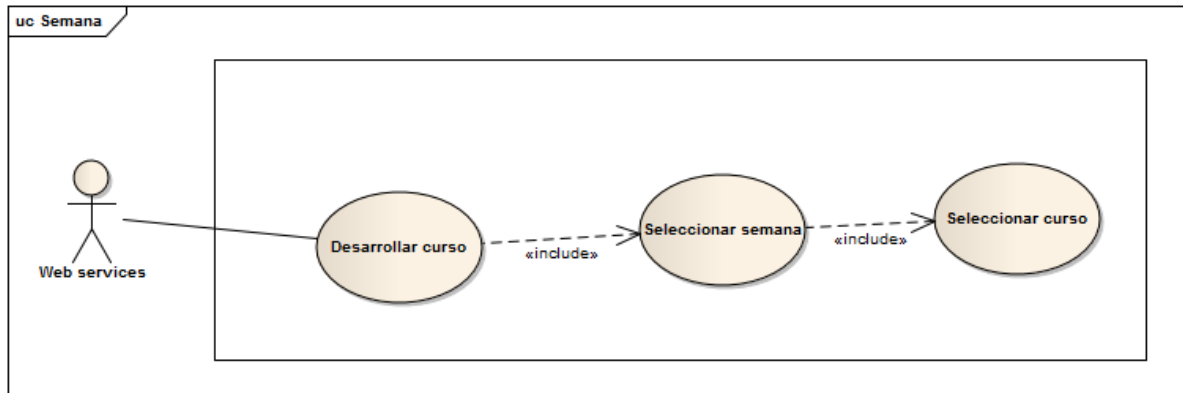 uc Semana
Web services
Desarrollar curso
«include»
Seleccionar semana
«include»
Seleccionar curso